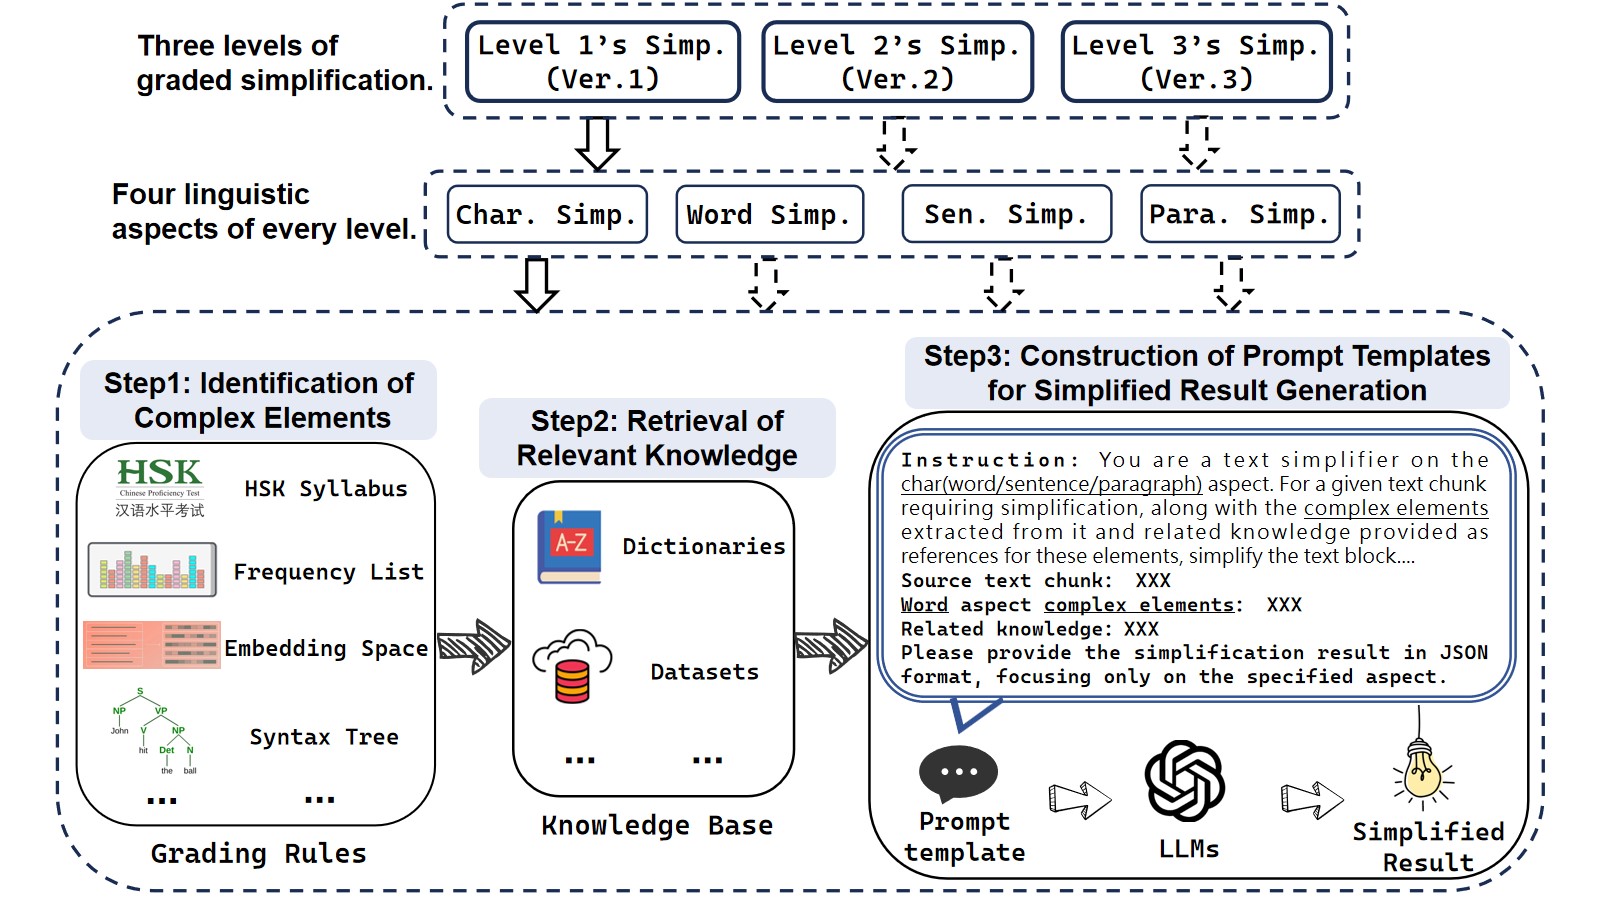 Three levels of
graded simplification.
Level 1’s Simp.
(Ver.1)
Level 2’s Simp.
(Ver.2)
Level 3’s Simp.
(Ver.3)
Four linguistic
aspects of every level.
Char. Simp.
Word Simp.
Sen. Simp.
Para. Simp.
Step1: Identification of
Complex Elements
HSK
Chinese Proficiency Test
汉语水平考试
HSK Syllabus
Frequency List
Embedding Space
S
NP VP
John V NP
hit Det N
the ball
Syntax Tree
... ...
Grading Rules
Step2: Retrieval of
Relevant Knowledge
A-Z
Dictionaries
Datasets
... ...
Knowledge Base
Step3: Construction of Prompt Templates
for Simplified Result Generation
Instruction: You are a text simplifier on the
char(word/sentence/paragraph) aspect. For a given text chunk
requiring simplification, along with the complex elements
extracted from it and related knowledge provided as
references for these elements, simplify the text block....
Source text chunk: XXX
Word aspect complex elements: XXX
Related knowledge: XXX
Please provide the simplification result in JSON
format, focusing only on the specified aspect.
Prompt
template
LLMs
Simplified
Result